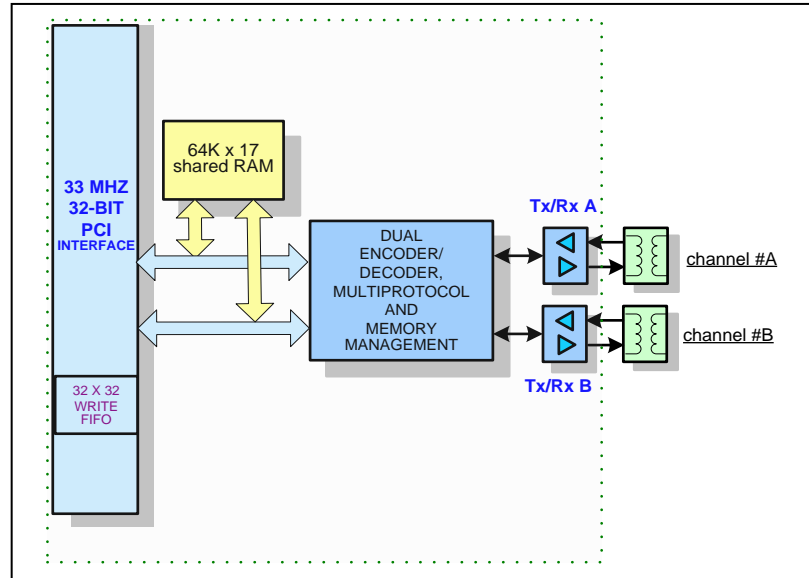 64K x 17
shared RAM
33 MHZ
32-BIT
PCI
INTERFACE
32 X 32
WRITE
FIFO
DUAL
ENCODER/
DECODER,
MULTIPROTOCOL
AND
MEMORY
MANAGEMENT
Tx/Rx A
channel #A
channel #B
Tx/Rx B